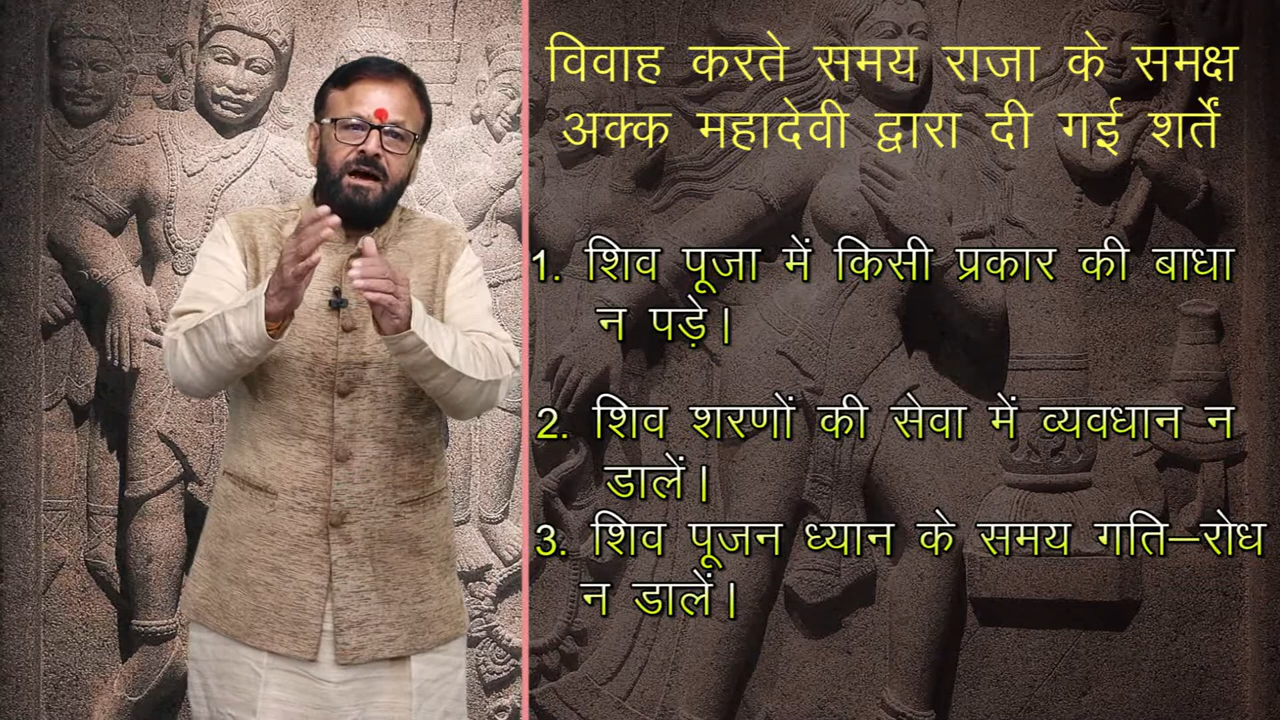 विवाह करते समय राजा के समक्ष
अक्क महादेवी द्वारा दी गई शर्तें
1. शिव पूजा में किसी प्रकार की बाधा
न पड़े।
2. शिव शरणों की सेवा में व्यवधान न
डालें।
3. शिव पूजन ध्यान के समय गति–रोध
न डालें।